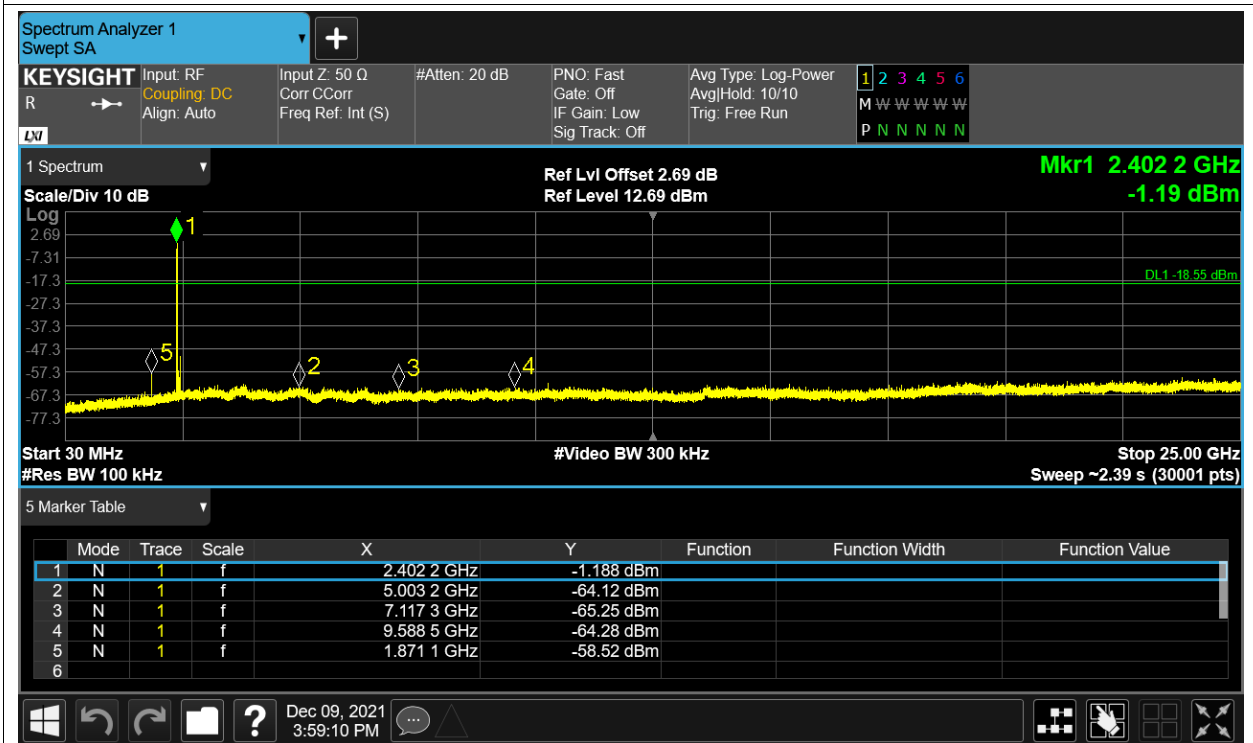 Spectrum Analyzer 1
Swept SA
+
KEYSIGHT Input: RF Input Z: 50 Ω #Atten: 20 dB PNO: Fast Avg Type: Log-Power 1 2 3 4 5 6
R Coupling: DC Corr CCorr Gate: Off Avg|Hold: 10/10 M W W W W W
Align: Auto Freq Ref: Int (S) IF Gain: Low Trig: Free Run
LXI Sig Track: Off P N N N N N
1 Spectrum Ref Lvl Offset 2.69 dB Mkr1 2.402 2 GHz
Scale/Div 10 dB Ref Level 12.69 dBm -1.19 dBm
Log
1
2.69
-7.31
-17.3 DL1 -18.55 dBm
-27.3
-37.3
-47.3 5
-57.3 2 3 4
-67.3
-77.3
Start 30 MHz #Video BW 300 kHz Stop 25.00 GHz
#Res BW 100 kHz Sweep ~2.39 s (30001 pts)
5 Marker Table
Mode Trace Scale X Y Function Function Width Function Value
1 N 1 f 2.402 2 GHz -1.188 dBm
2 N 1 f 5.003 2 GHz -64.12 dBm
3 N 1 f 7.117 3 GHz -65.25 dBm
4 N 1 f 9.588 5 GHz -64.28 dBm
5 N 1 f 1.871 1 GHz -58.52 dBm
6
? Dec 09, 2021
3:59:10 PM